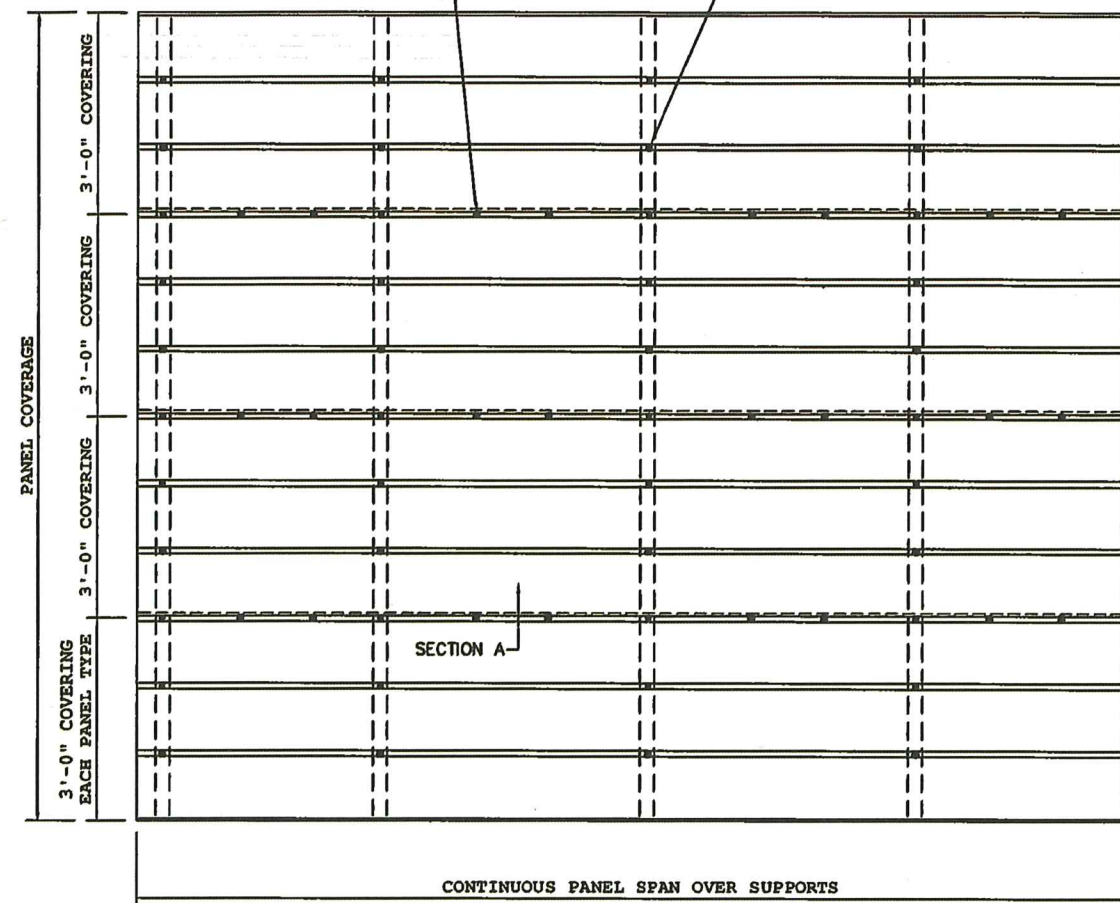 PANEL COVERAGE
3'-0" COVERING
3'-0" COVERING
3'-0" COVERING
3'-0" COVERING
EACH PANEL TYPE
SECTION A
CONTINUOUS PANEL SPAN OVER SUPPORTS